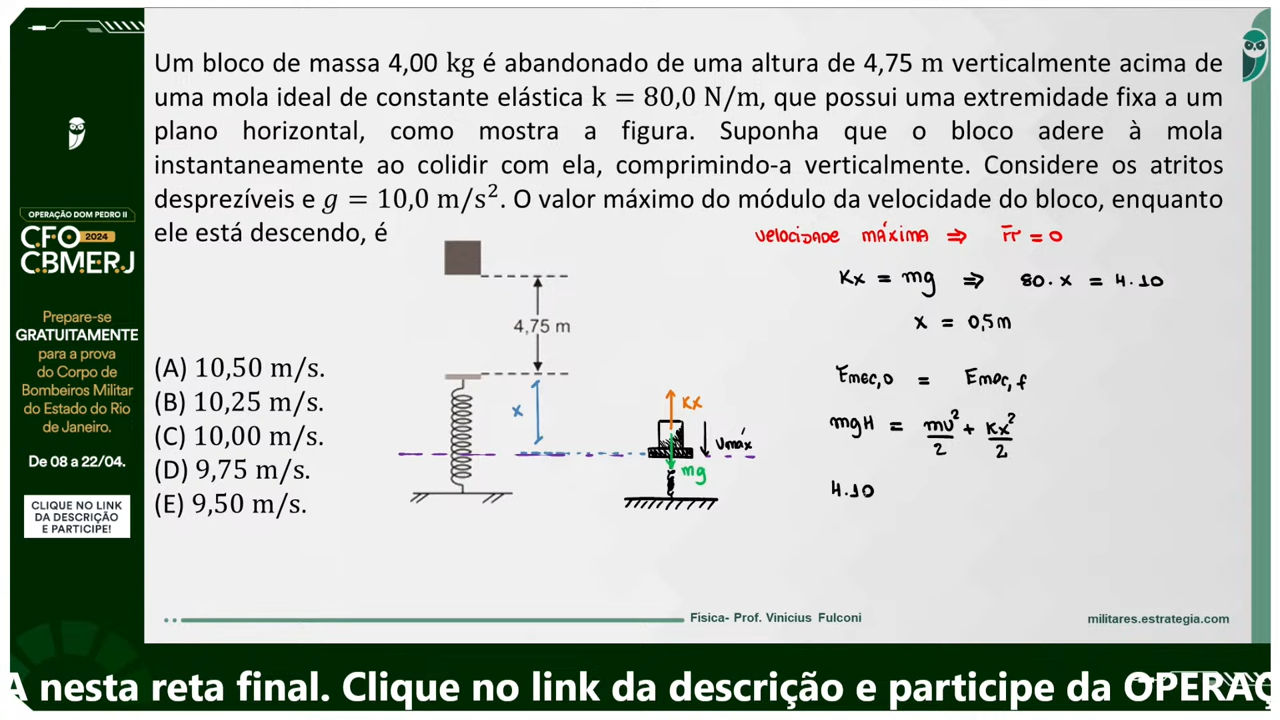 Um bloco de massa 4,00 kg é abandonado de uma altura de 4,75 m verticalmente acima de
uma mola ideal de constante elástica k = 80,0 N/m, que possui uma extremidade fixa a um
plano horizontal, como mostra a figura. Suponha que o bloco adere à mola
instantaneamente ao colidir com ela, comprimindo-a verticalmente. Considere os atritos
desprezíveis e g = 10,0 m/s². O valor máximo do módulo da velocidade do bloco, enquanto
ele está descendo, é
4,75 m
x
(A) 10,50 m/s.
(B) 10,25 m/s.
(C) 10,00 m/s.
(D) 9,75 m/s.
(E) 9,50 m/s.
Kx
Vmáx
mg
VELOCIDADE MÁXIMA ⇒ FR = 0
Kx = mg ⇒ 80.x = 4.10
x = 0,5m
Emec,0 = Emec,f
mgH = mv²/2 + Kx²/2
4.10
OPERAÇÃO DOM PEDRO II
CFO 2024
CBMERJ
Prepare-se
GRATUITAMENTE
para a prova
do Corpo de
Bombeiros Militar
do Estado do Rio
de Janeiro.
De 08 a 22/04.
CLIQUE NO LINK
DA DESCRIÇÃO
E PARTICIPE!
Física- Prof. Vinícius Fulconi
militares.estrategia.com
A nesta reta final. Clique no link da descrição e participe da OPERAÇ